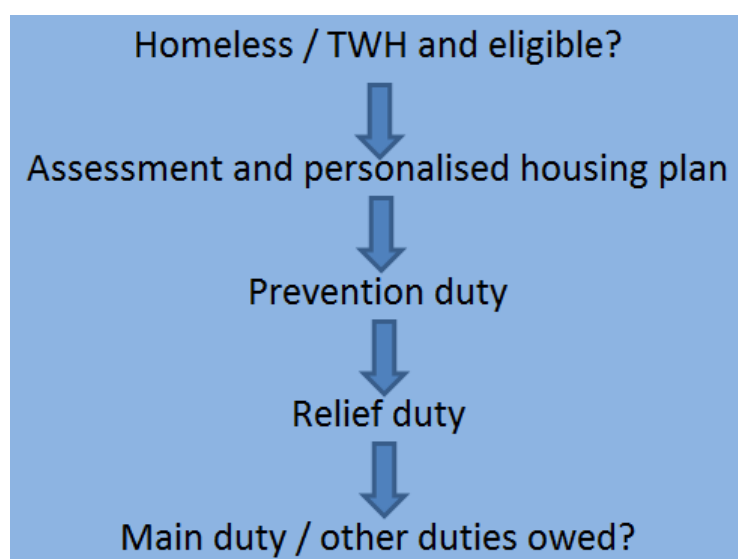 Homeless / TWH and eligible?
Assessment and personalised housing plan
Prevention duty
Relief duty
Main duty / other duties owed?